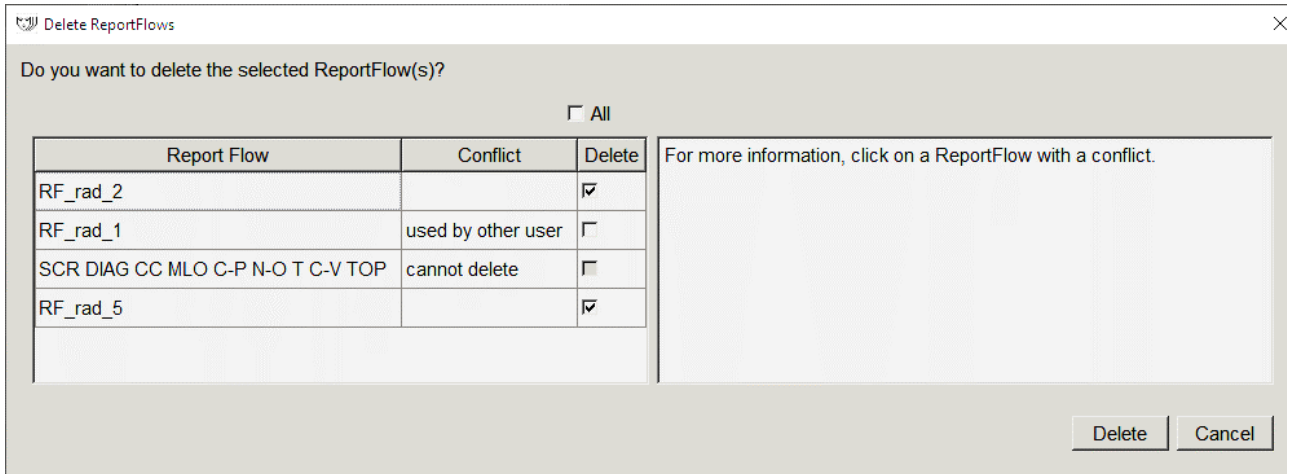 Delete ReportFlows
Do you want to delete the selected ReportFlow(s)?
All
Report Flow Conflict Delete
For more information, click on a ReportFlow with a conflict.
RF_rad_2
RF_rad_1 used by other user
SCR DIAG CC MLO C-P N-O T C-V TOP cannot delete
RF_rad_5
Delete Cancel